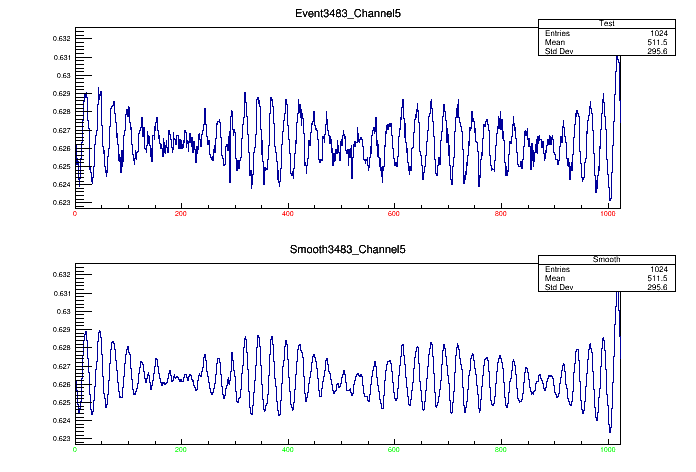 Event3483_Channel5
Test
Entries 1024
Mean 511.5
Std Dev 295.6
0.632
0.631
0.63
0.629
0.628
0.627
0.626
0.625
0.624
0.623
0 200 400 600 800 1000
Smooth3483_Channel5
Smooth
Entries 1024
Mean 511.5
Std Dev 295.6
0.632
0.631
0.63
0.629
0.628
0.627
0.626
0.625
0.624
0.623
0 200 400 600 800 1000